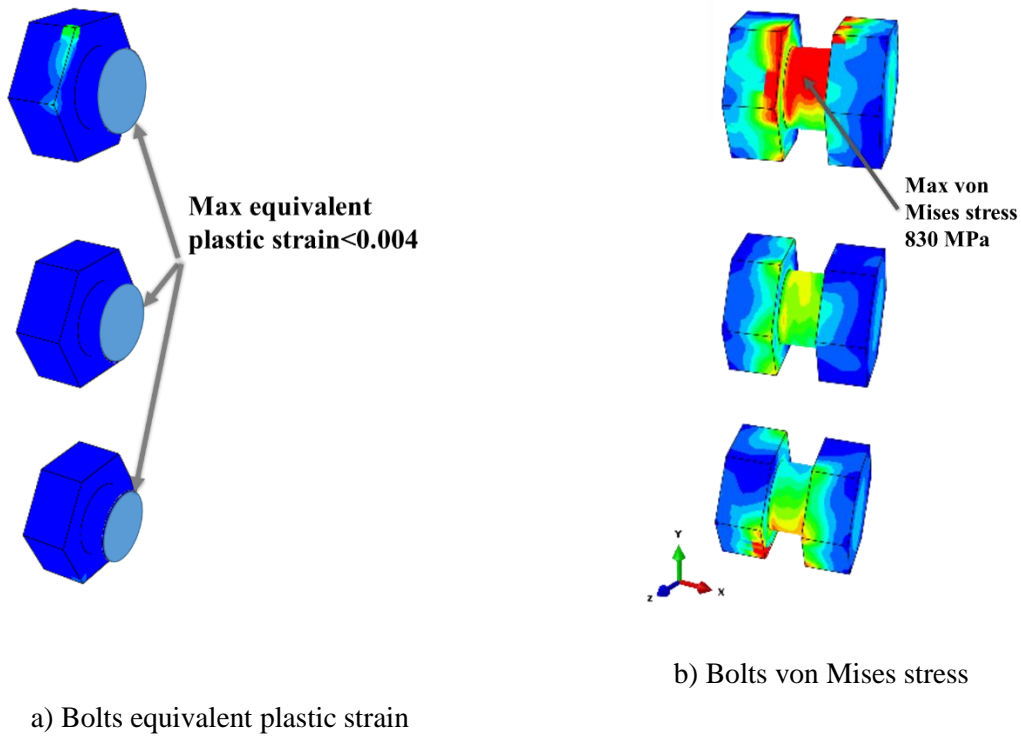 Max equivalent
plastic strain<0.004
Max von
Mises stress
830 MPa
Y
Z
X
b) Bolts von Mises stress
a) Bolts equivalent plastic strain